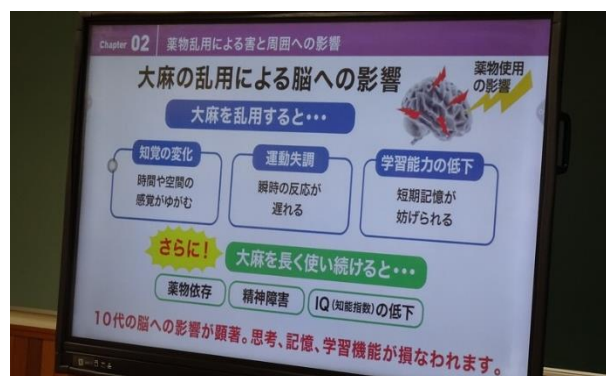 Chapter 02 薬物乱用による害と周囲への影響
大麻の乱用による脳への影響
薬物使用
の影響
大麻を乱用すると･･･
知覚の変化
時間や空間の
感覚がゆがむ
運動失調
瞬時の反応が
遅れる
学習能力の低下
短期記憶が
妨げられる
さらに!
大麻を長く使い続けると･･･
薬物依存
精神障害
IQ(知能指数)の低下
10代の脳への影響が顕著。思考、記憶、学習機能が損なわれます。